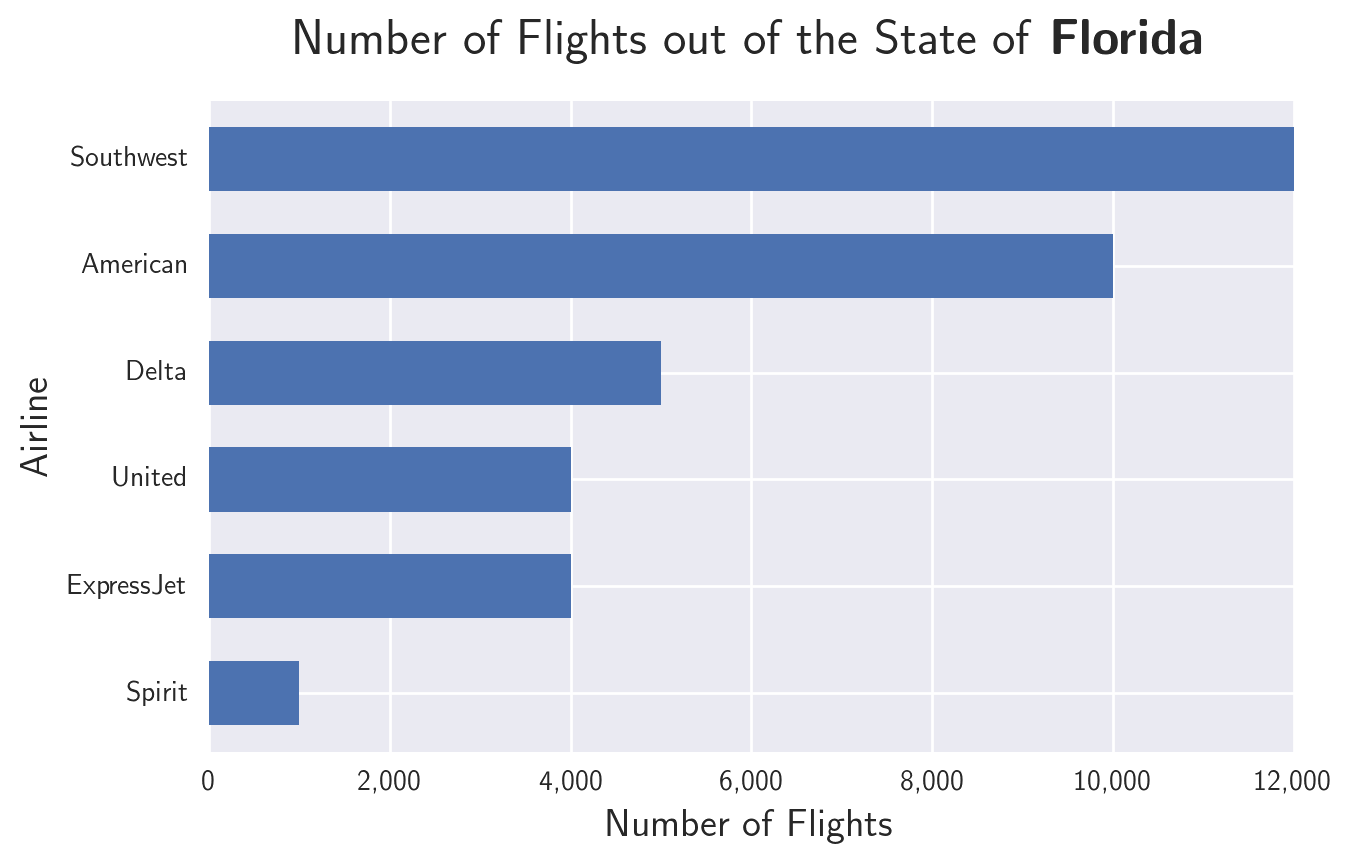 Number of Flights out of the State of Florida
Southwest
American
Delta
United
ExpressJet
Spirit
Airline
0 2,000 4,000 6,000 8,000 10,000 12,000
Number of Flights